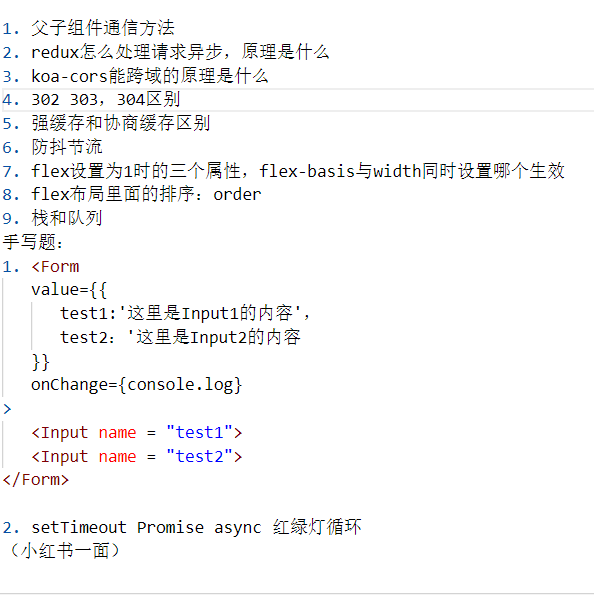 1. 父子组件通信方法
2. redux怎么处理请求异步，原理是什么
3. koa-cors能跨域的原理是什么
4. 302 303，304区别
5. 强缓存和协商缓存区别
6. 防抖节流
7. flex设置为1时的三个属性，flex-basis与width同时设置哪个生效
8. flex布局里面的排序：order
9. 栈和队列
手写题：
1. <Form
value={{
test1:'这里是Input1的内容',
test2：'这里是Input2的内容
}}
onChange={console.log}
>
<Input name = "test1">
<Input name = "test2">
</Form>
2. setTimeout Promise async 红绿灯循环
（小红书一面）